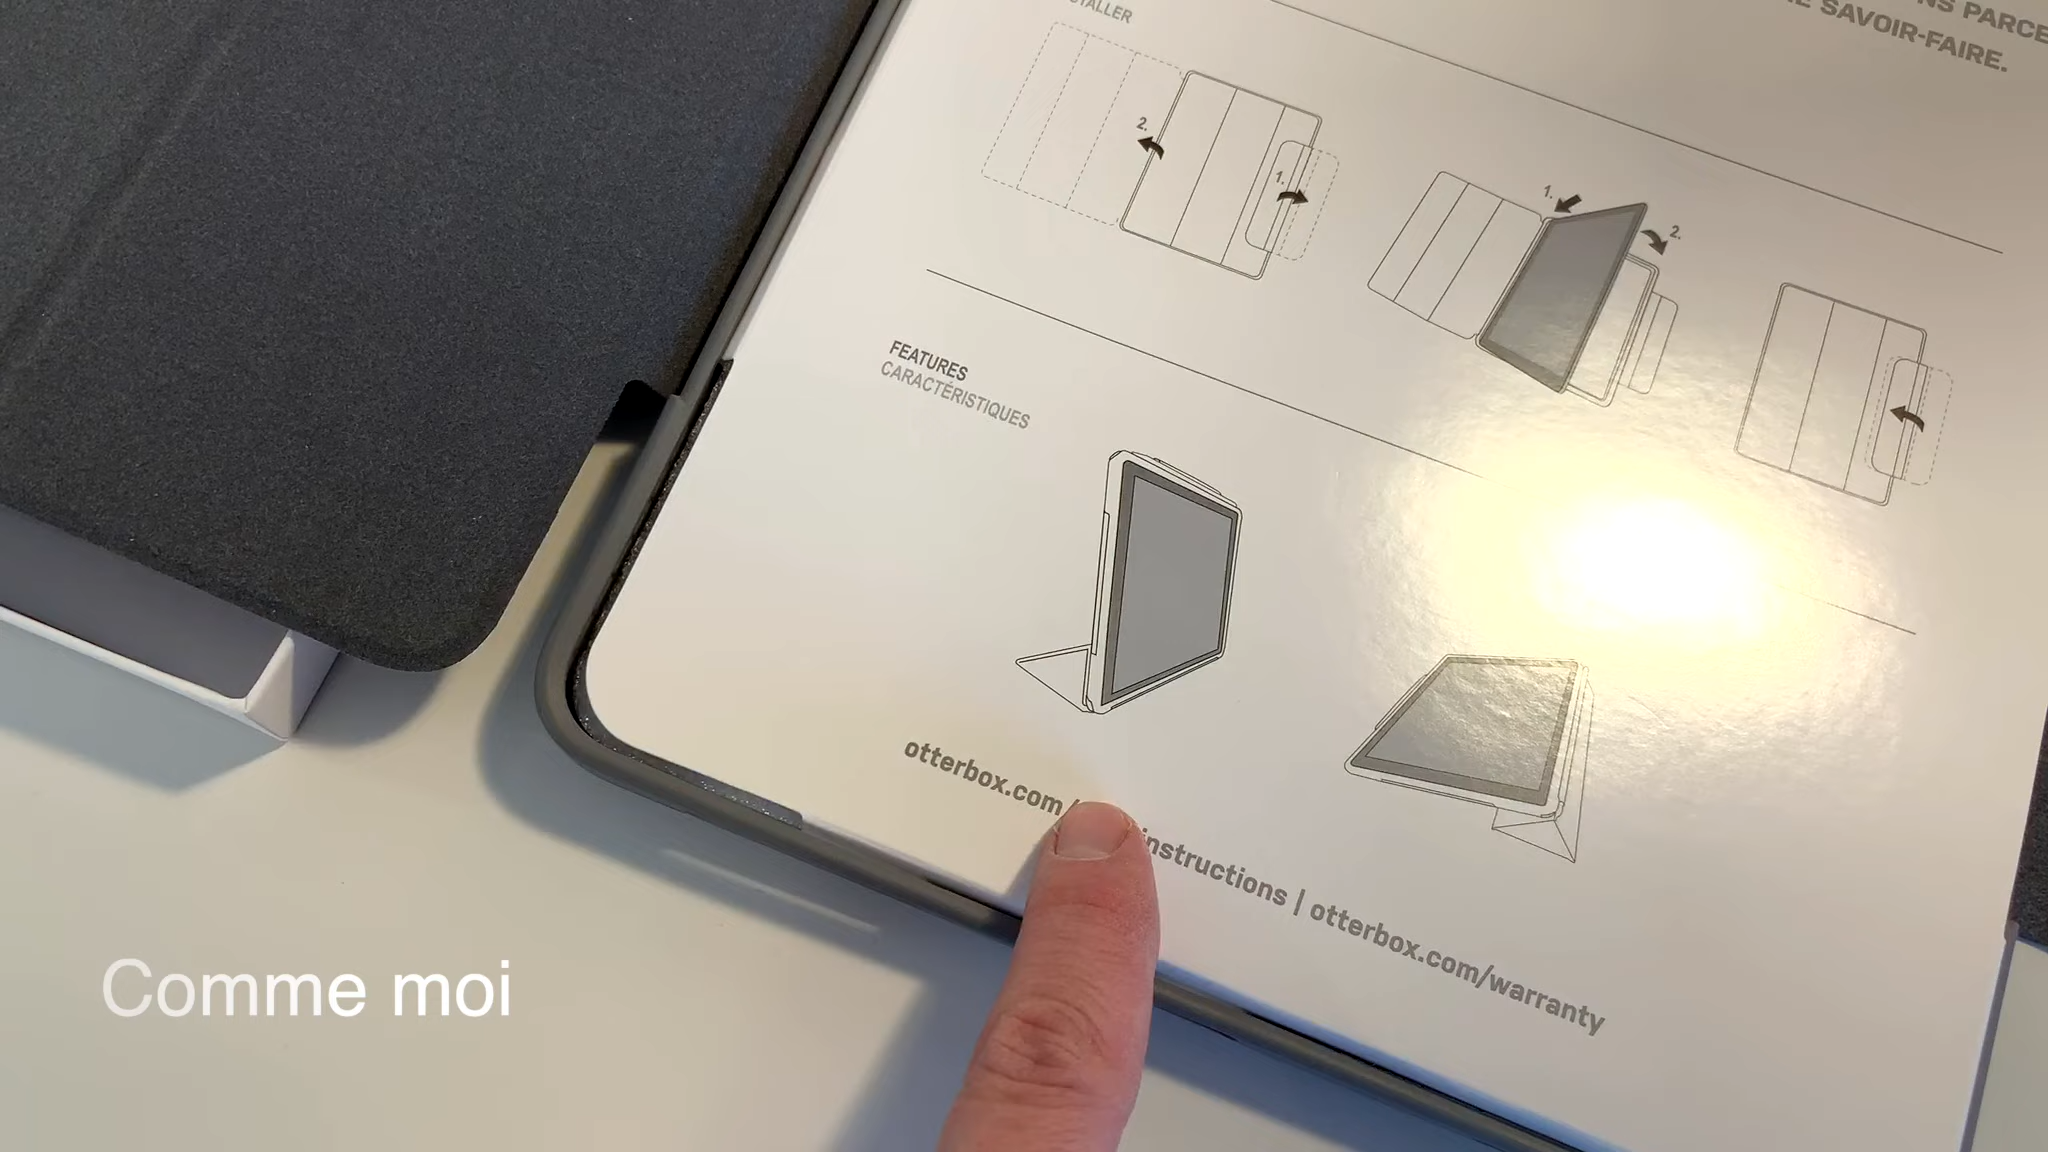 SAVOIR-FAIRE.
2.
1.
1.
2.
FEATURES
CARACTÉRISTIQUES
otterbox.com/ instructions | otterbox.com/warranty
Comme moi